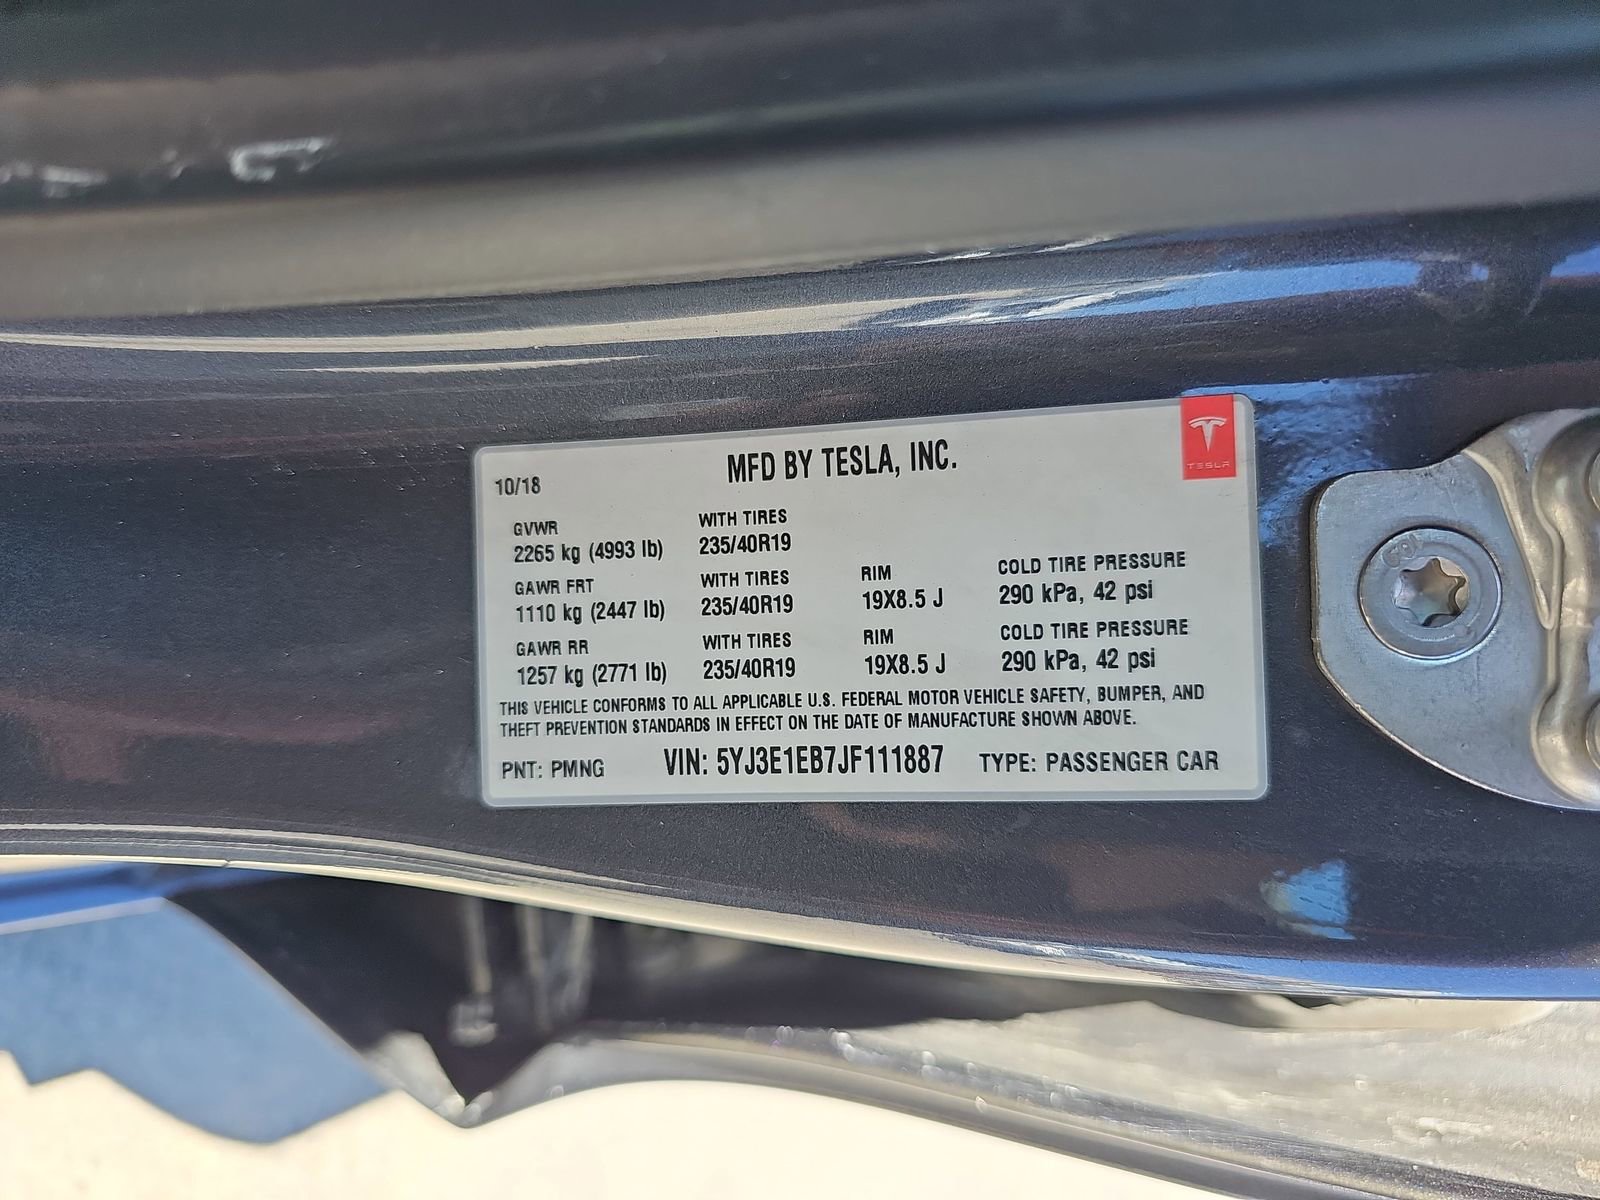 MFD BY TESLA, INC.
TESLA
10/18
GVWR WITH TIRES
2265 kg (4993 lb) 235/40R19
GAWR FRT WITH TIRES RIM COLD TIRE PRESSURE
1110 kg (2447 lb) 235/40R19 19X8.5 J 290 kPa, 42 psi
GAWR RR WITH TIRES RIM COLD TIRE PRESSURE
1257 kg (2771 lb) 235/40R19 19X8.5 J 290 kPa, 42 psi
THIS VEHICLE CONFORMS TO ALL APPLICABLE U.S. FEDERAL MOTOR VEHICLE SAFETY, BUMPER, AND
THEFT PREVENTION STANDARDS IN EFFECT ON THE DATE OF MANUFACTURE SHOWN ABOVE.
PNT: PMNG VIN: 5YJ3E1EB7JF111887 TYPE: PASSENGER CAR